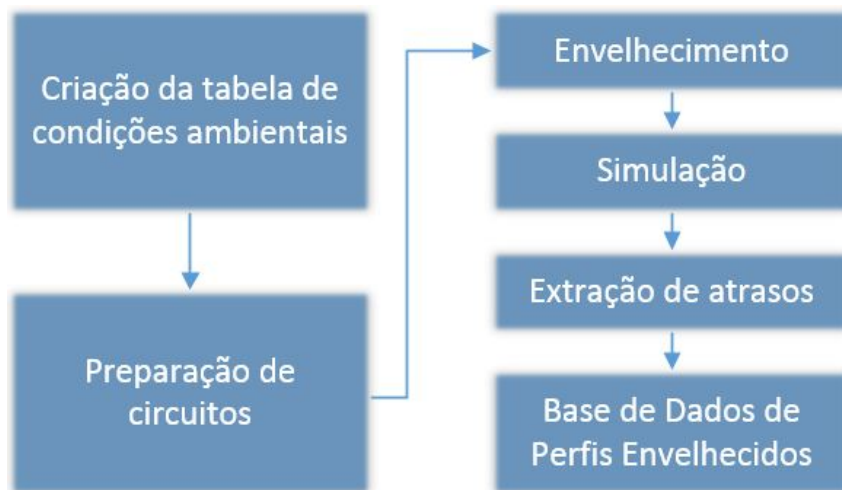 Criação da tabela de
condições ambientais
Preparação de
circuitos
Envelhecimento
Simulação
Extração de atrasos
Base de Dados de
Perfis Envelhecidos